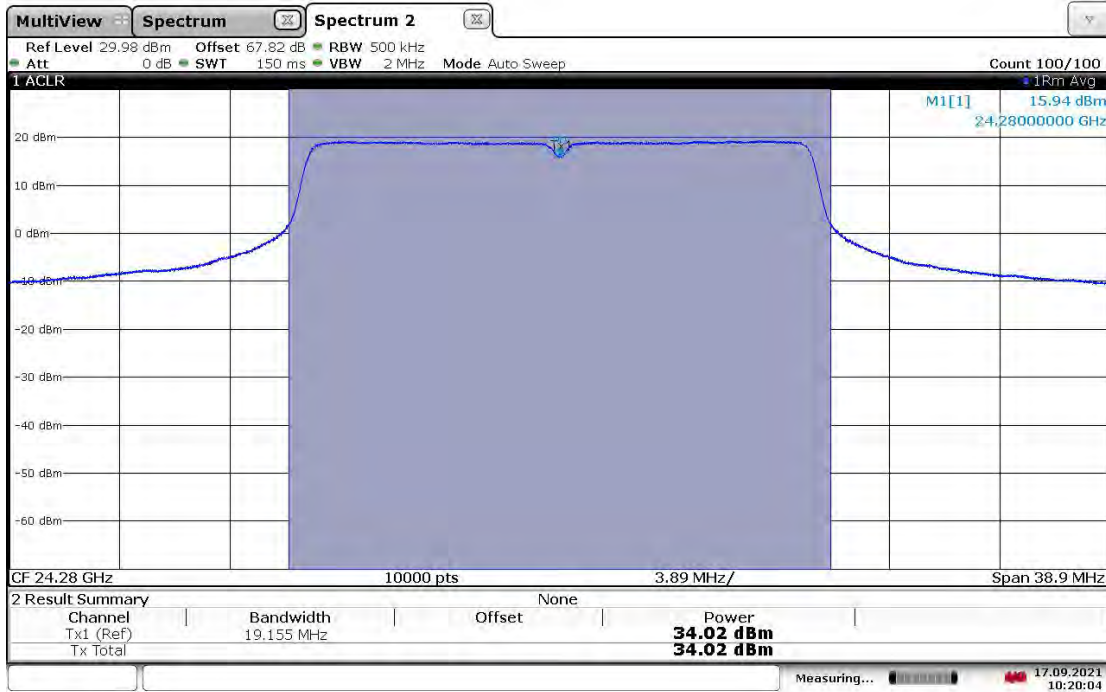 MultiView Spectrum Spectrum 2
Ref Level 29.98 dBm Offset 67.82 dB RBW 500 kHz
Att 0 dB SWT 150 ms VBW 2 MHz Mode Auto Sweep Count 100/100
1 ACLR 1Rm Avg
M1[1] 15.94 dBm
24.28000000 GHz
20 dBm
M1
10 dBm
0 dBm
-10 dBm
-20 dBm
-30 dBm
-40 dBm
-50 dBm
-60 dBm
CF 24.28 GHz 10000 pts 3.89 MHz/ Span 38.9 MHz
2 Result Summary None
Channel Bandwidth Offset Power
Tx1 (Ref) 19.155 MHz 34.02 dBm
Tx Total 34.02 dBm
Measuring... 17.09.2021
10:20:04